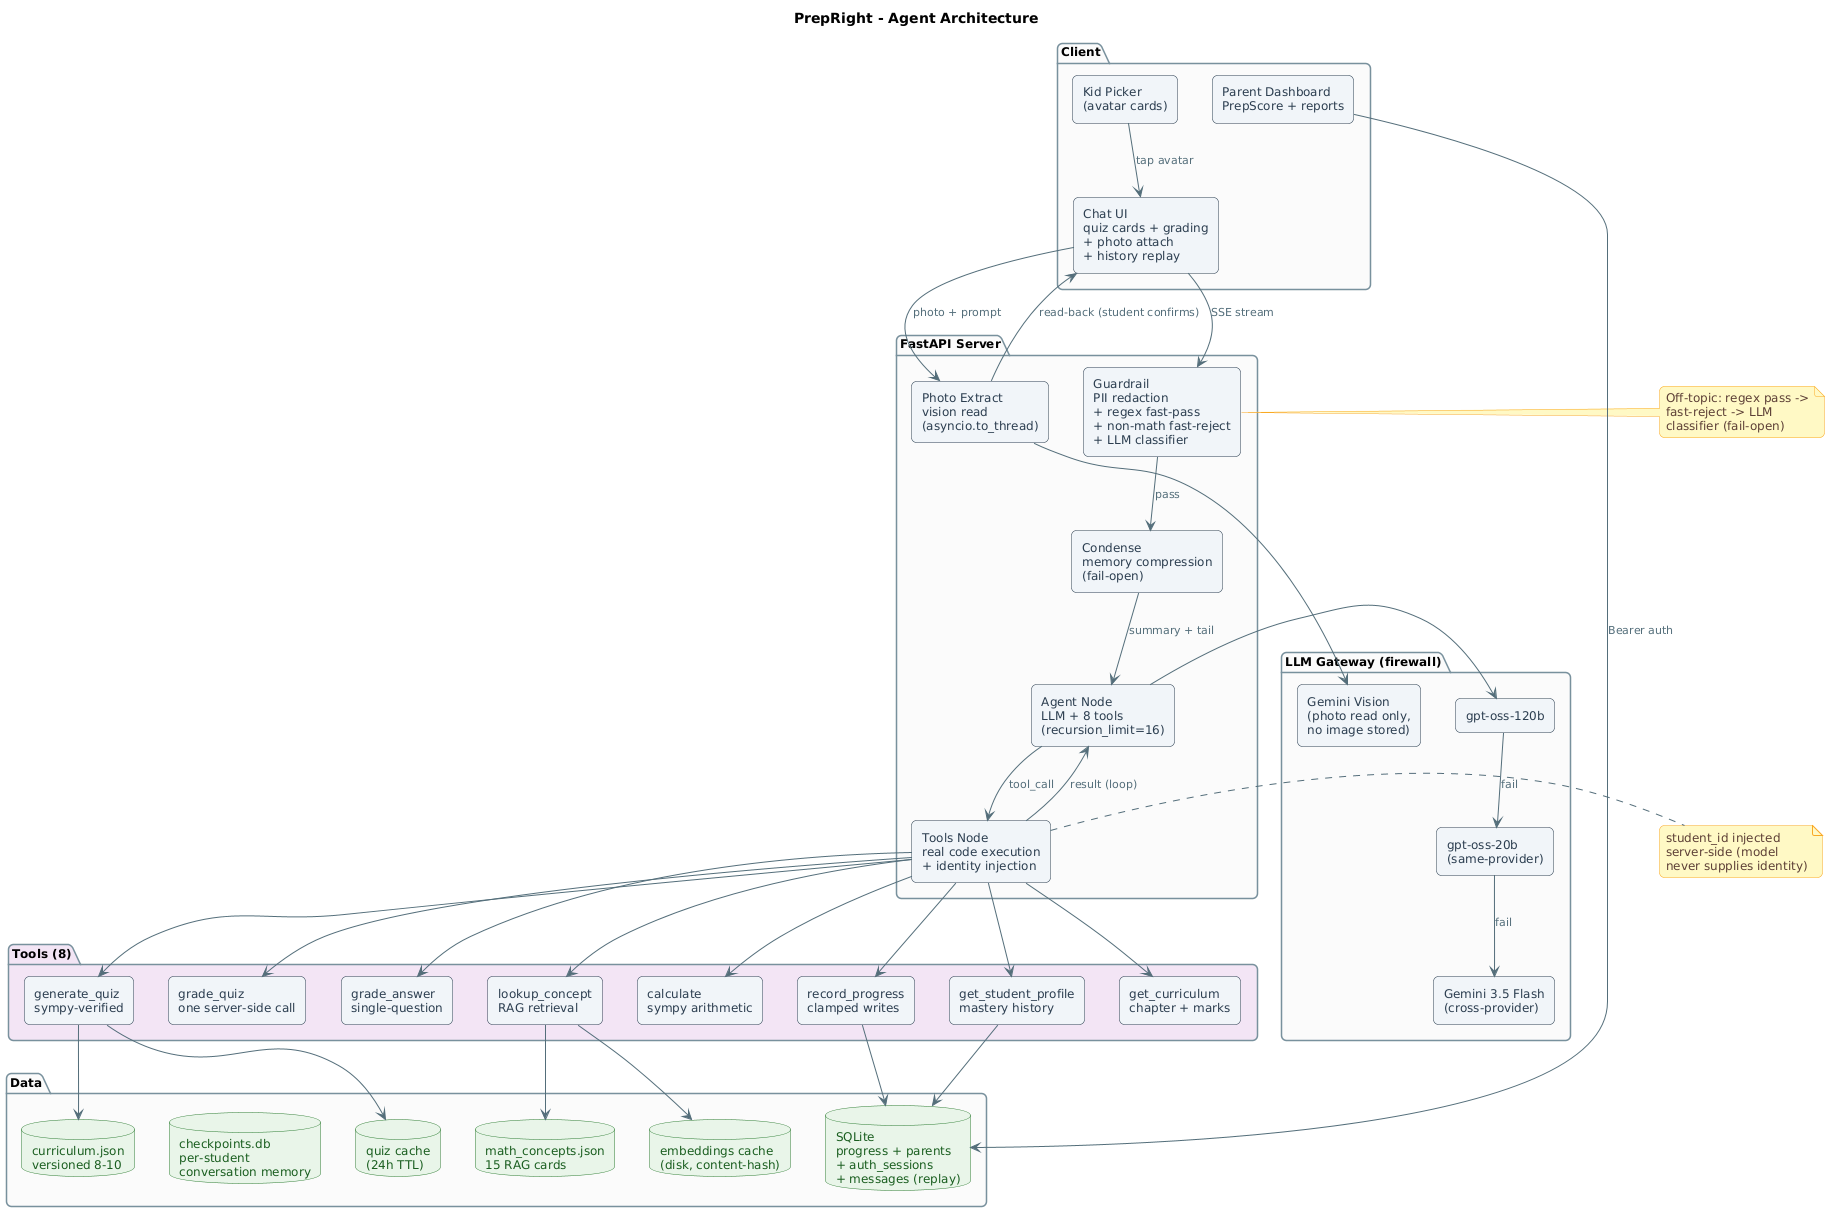 PrepRight - Agent Architecture
Client
Kid Picker
(avatar cards)
Parent Dashboard
PrepScore + reports
tap avatar
Chat UI
quiz cards + grading
+ photo attach
+ history replay
photo + prompt
read-back (student confirms)
SSE stream
FastAPI Server
Photo Extract
vision read
(asyncio.to_thread)
Guardrail
PII redaction
+ regex fast-pass
+ non-math fast-reject
+ LLM classifier
Off-topic: regex pass ->
fast-reject -> LLM
classifier (fail-open)
pass
Condense
memory compression
(fail-open)
summary + tail
Bearer auth
Agent Node
LLM + 8 tools
(recursion_limit=16)
LLM Gateway (firewall)
Gemini Vision
(photo read only,
no image stored)
gpt-oss-120b
tool_call
result (loop)
fail
Tools Node
real code execution
+ identity injection
gpt-oss-20b
(same-provider)
student_id injected
server-side (model
never supplies identity)
fail
Tools (8)
generate_quiz
sympy-verified
grade_quiz
one server-side call
grade_answer
single-question
lookup_concept
RAG retrieval
calculate
sympy arithmetic
record_progress
clamped writes
get_student_profile
mastery history
get_curriculum
chapter + marks
Gemini 3.5 Flash
(cross-provider)
Data
curriculum.json
versioned 8-10
checkpoints.db
per-student
conversation memory
quiz cache
(24h TTL)
math_concepts.json
15 RAG cards
embeddings cache
(disk, content-hash)
SQLite
progress + parents
+ auth_sessions
+ messages (replay)